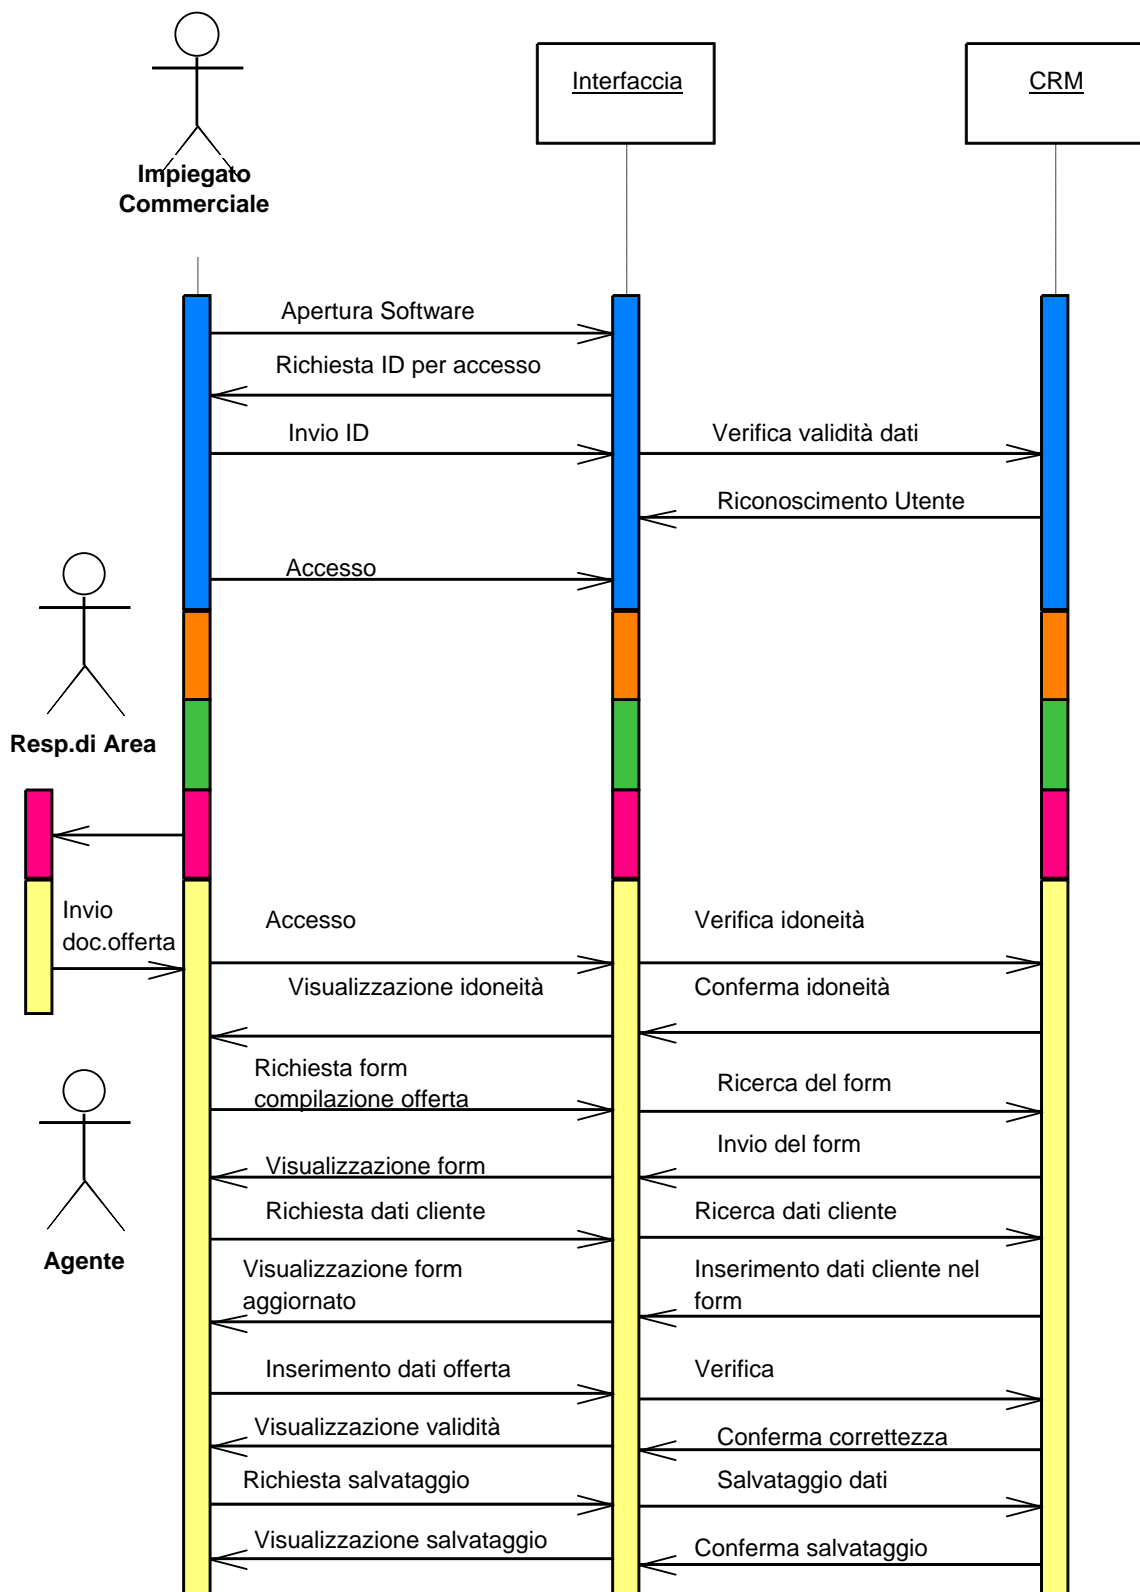 Interfaccia
CRM
Impiegato
Commerciale
Apertura Software
Richiesta ID per accesso
Invio ID
Verifica validità dati
Riconoscimento Utente
Accesso
Resp.di Area
Invio
doc.offerta
Accesso
Verifica idoneità
Visualizzazione idoneità
Conferma idoneità
Richiesta form
compilazione offerta
Ricerca del form
Invio del form
Visualizzazione form
Richiesta dati cliente
Ricerca dati cliente
Agente
Visualizzazione form
aggiornato
Inserimento dati cliente nel
form
Inserimento dati offerta
Verifica
Visualizzazione validità
Conferma correttezza
Richiesta salvataggio
Salvataggio dati
Visualizzazione salvataggio
Conferma salvataggio